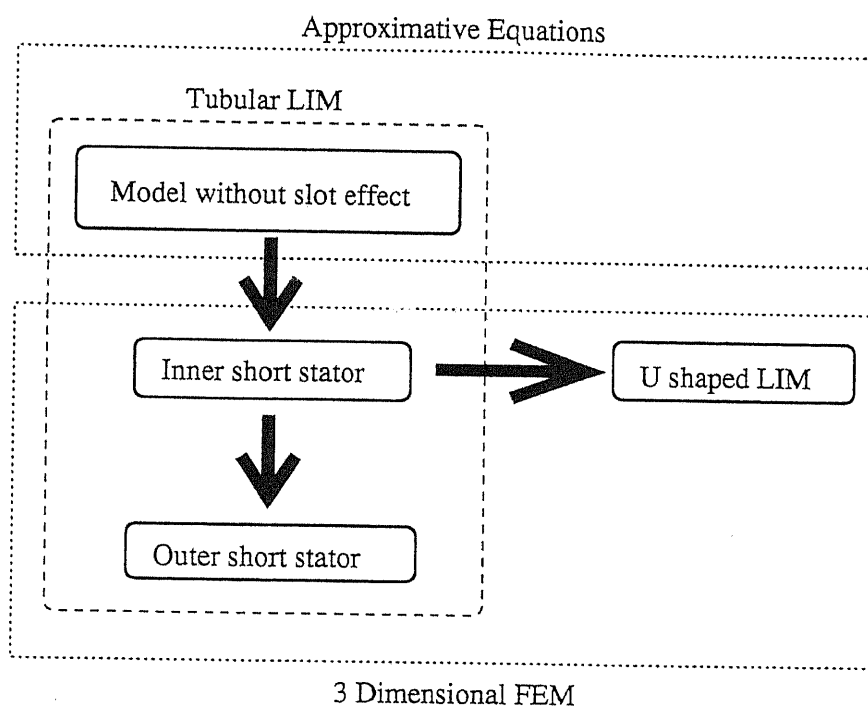 Approximative Equations
Tubular LIM
Model without slot effect
Inner short stator
U shaped LIM
Outer short stator
3 Dimensional FEM